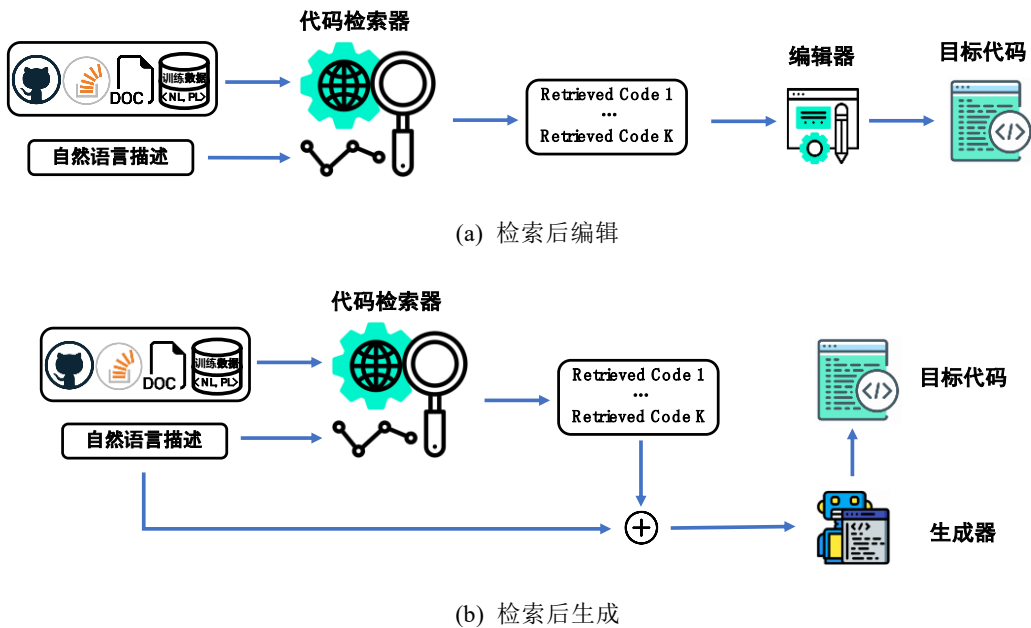 代码检索器
训练数据
<NL, PL>
DOC
自然语言描述
Retrieved Code 1
...
Retrieved Code K
编辑器
目标代码
</>
(a) 检索后编辑
代码检索器
训练数据
<NL, PL>
DOC
自然语言描述
Retrieved Code 1
...
Retrieved Code K
</>
目标代码
</>
生成器
(b) 检索后生成